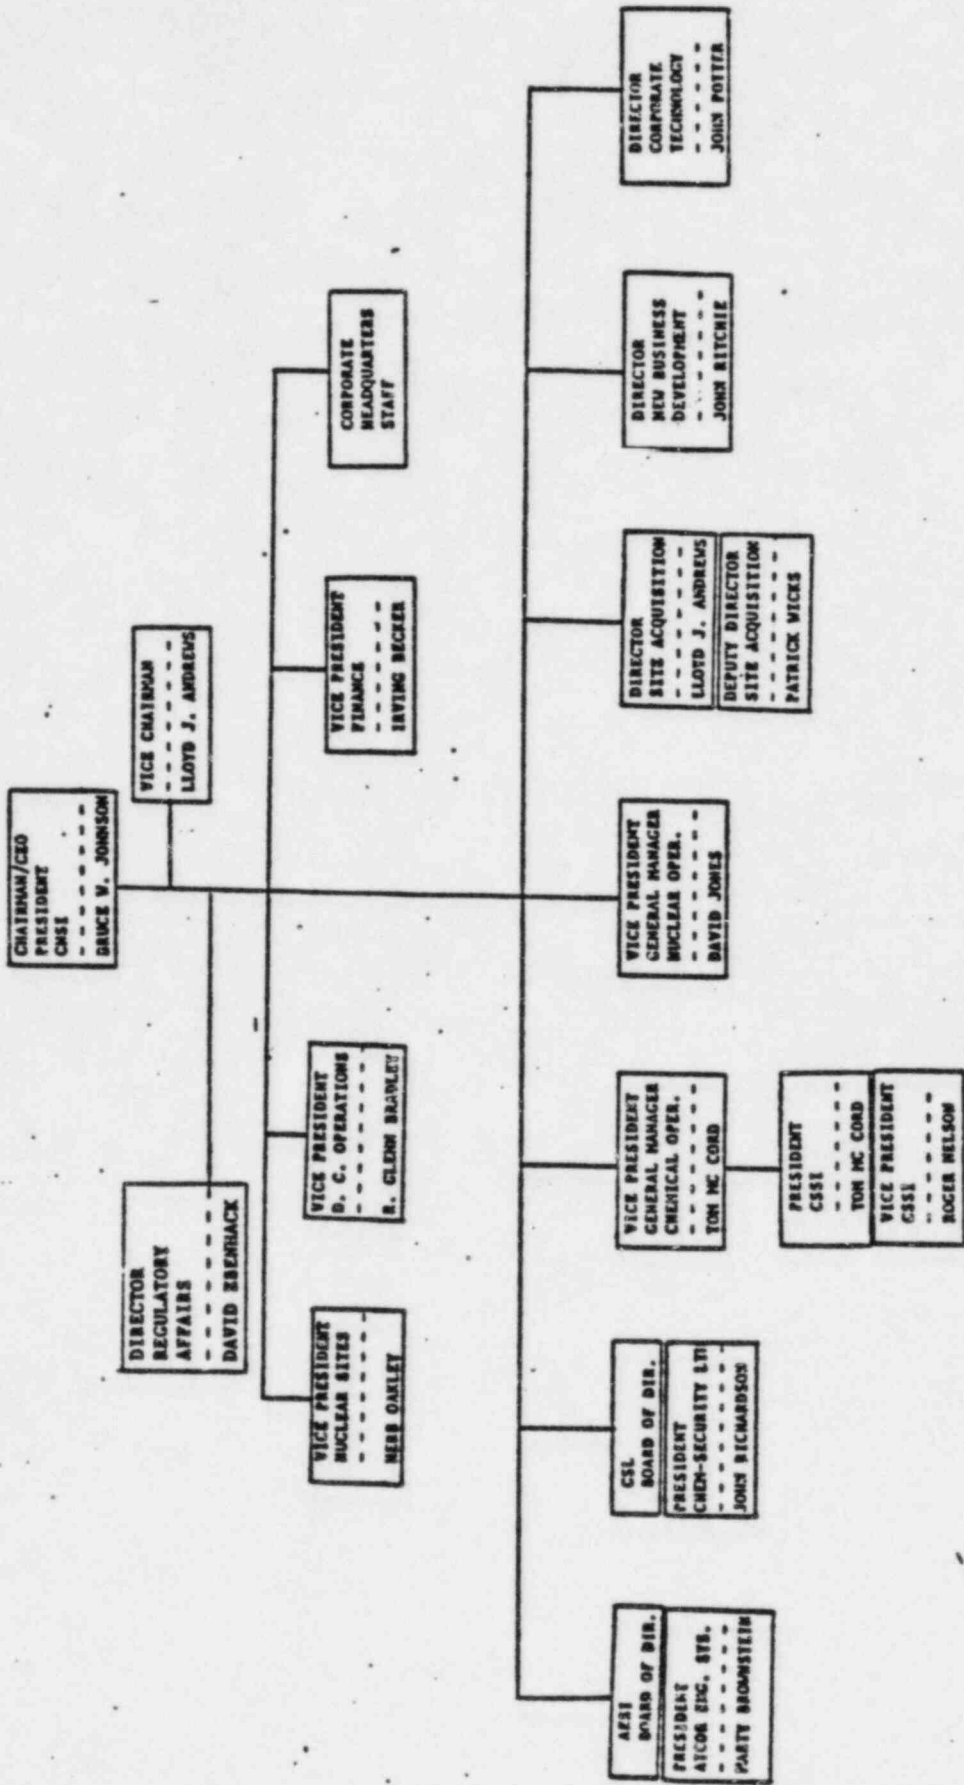 CHAIRMAN/CEO
PRESIDENT
CNSI
- - - - - - - - -
BRUCE W. JOHNSON
VICE CHAIRMAN
- - - - - - - - -
LLOYD J. ANDREWS
DIRECTOR
REGULATORY
AFFAIRS
- - - - - - - - -
DAVID EBENHACK
VICE PRESIDENT
NUCLEAR SITES
- - - - - - - - -
HERB OAKLEY
VICE PRESIDENT
D. C. OPERATIONS
- - - - - - - - -
R. GLENN BRADLEY
VICE PRESIDENT
FINANCE
- - - - - - -
IRVING BECKER
CORPORATE
HEADQUARTERS
STAFF
AESI
BOARD OF DIR.
PRESIDENT
ATCOR ENG. SYS.
- - - - - - - - -
PARTY BROWNSTEIN
CSL
BOARD OF DIR.
PRESIDENT
CHEM-SECURITY LTD
- - - - - - - - -
JOHN RICHARDSON
VICE PRESIDENT
GENERAL MANAGER
CHEMICAL OPER.
- - - - - - - -
TOM MC CORD
PRESIDENT
CSSI
- - - - - - -
TOM MC CORD
VICE PRESIDENT
CSSI
- - - - - - -
ROGER NELSON
VICE PRESIDENT
GENERAL MANAGER
NUCLEAR OPER.
- - - - - - - -
DAVID JONES
DIRECTOR
SITE ACQUISITION
- - - - - - - -
LLOYD J. ANDREWS
DEPUTY DIRECTOR
SITE ACQUISITION
- - - - - - - -
PATRICK WICKS
DIRECTOR
NEW BUSINESS
DEVELOPMENT
- - - - - - - -
JOHN RITCHIE
DIRECTOR
CORPORATE
TECHNOLOGY
- - - - - - -
JOHN POTTER